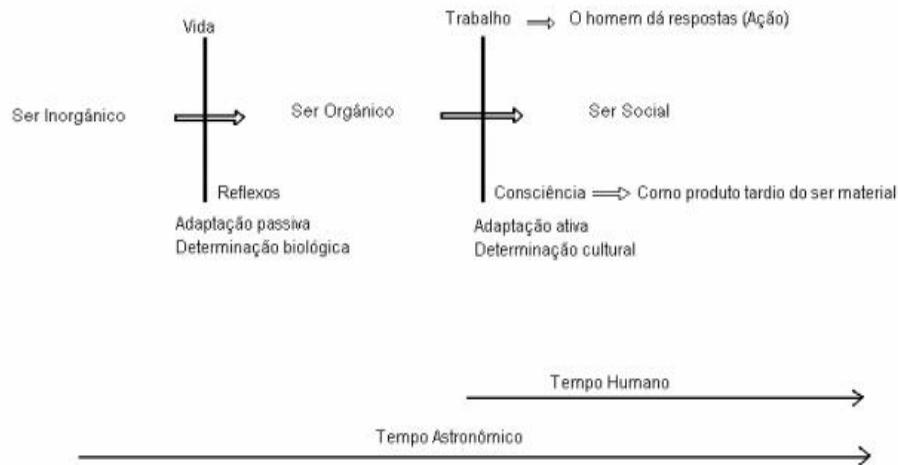 Vida
Trabalho
O homem dá respostas (Ação)
Ser Inorgânico
Ser Orgânico
Ser Social
Reflexos
Adaptação passiva
Determinação biológica
Consciência
Como produto tardio do ser material
Adaptação ativa
Determinação cultural
Tempo Humano
Tempo Astronômico